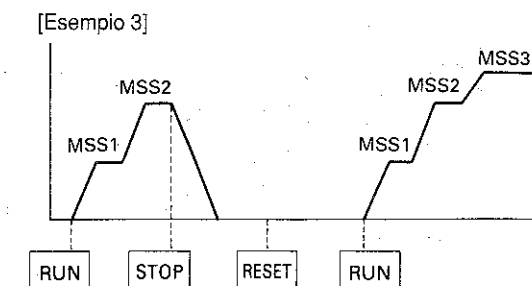 [Esempio 3]
MSS3
MSS2
MSS2
MSS1
MSS1
RUN
STOP
RESET
RUN